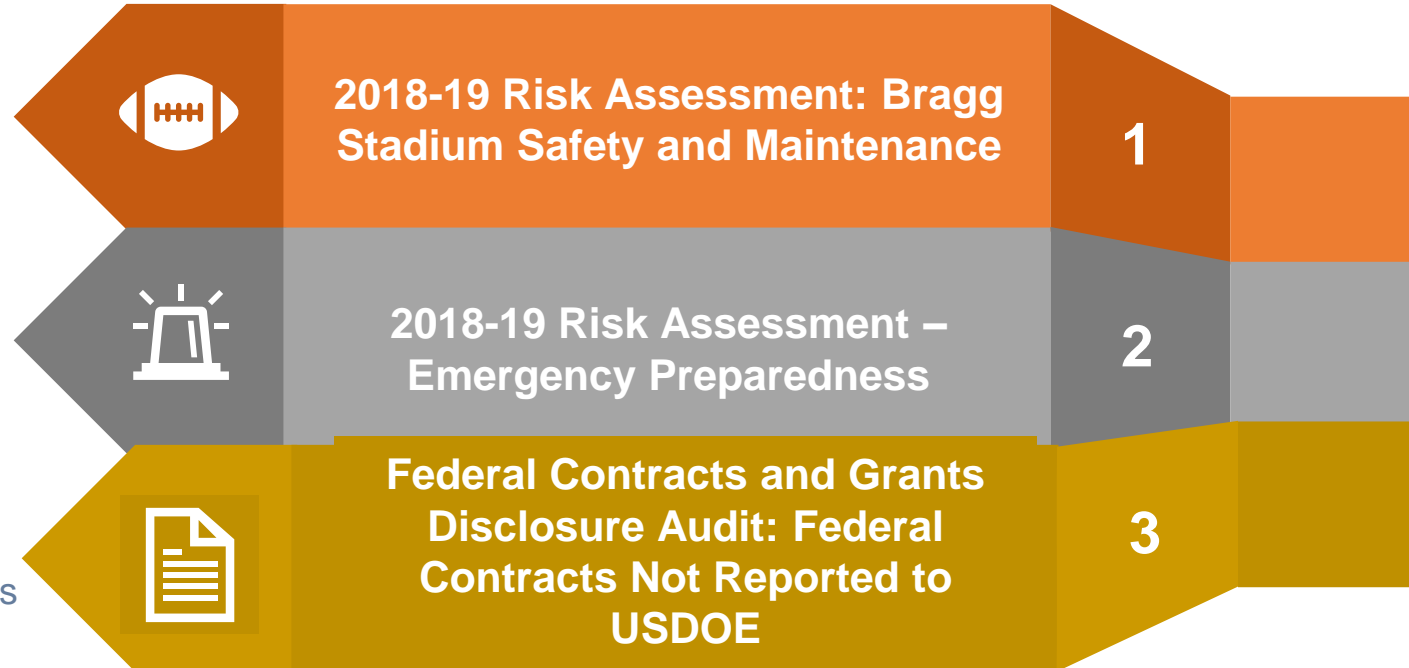 2018-19 Risk Assessment: Bragg
Stadium Safety and Maintenance
1
2018-19 Risk Assessment –
Emergency Preparedness
2
Federal Contracts and Grants
Disclosure Audit: Federal
Contracts Not Reported to
USDOE
3
s